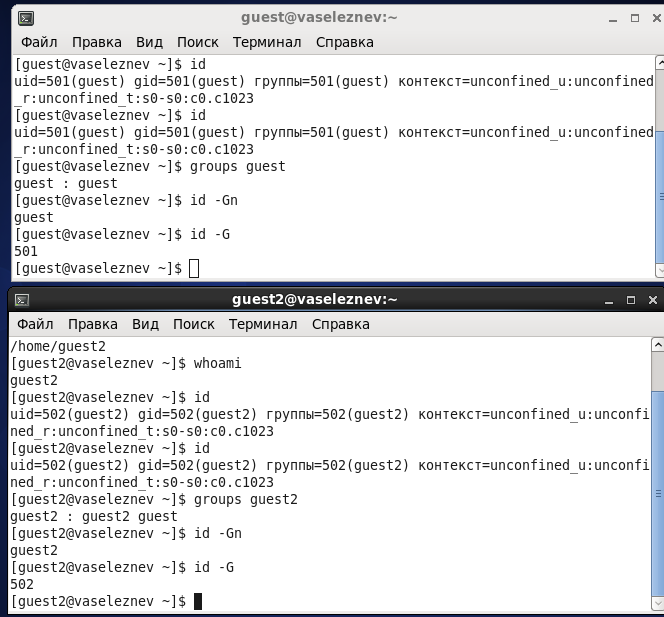 guest@vaseleznev:~
Файл Правка Вид Поиск Терминал Справка
[guest@vaseleznev ~]$ id
uid=501(guest) gid=501(guest) группы=501(guest) контекст=unconfined_u:unconfined
_r:unconfined_t:s0-s0:c0.c1023
[guest@vaseleznev ~]$ id
uid=501(guest) gid=501(guest) группы=501(guest) контекст=unconfined_u:unconfined
_r:unconfined_t:s0-s0:c0.c1023
[guest@vaseleznev ~]$ groups guest
guest : guest
[guest@vaseleznev ~]$ id -Gn
guest
[guest@vaseleznev ~]$ id -G
501
[guest@vaseleznev ~]$
guest2@vaseleznev:~
Файл Правка Вид Поиск Терминал Справка
/home/guest2
[guest2@vaseleznev ~]$ whoami
guest2
[guest2@vaseleznev ~]$ id
uid=502(guest2) gid=502(guest2) группы=502(guest2) контекст=unconfined_u:unconfi
ned_r:unconfined_t:s0-s0:c0.c1023
[guest2@vaseleznev ~]$ id
uid=502(guest2) gid=502(guest2) группы=502(guest2) контекст=unconfined_u:unconfi
ned_r:unconfined_t:s0-s0:c0.c1023
[guest2@vaseleznev ~]$ groups guest2
guest2 : guest2 guest
[guest2@vaseleznev ~]$ id -Gn
guest2
[guest2@vaseleznev ~]$ id -G
502
[guest2@vaseleznev ~]$